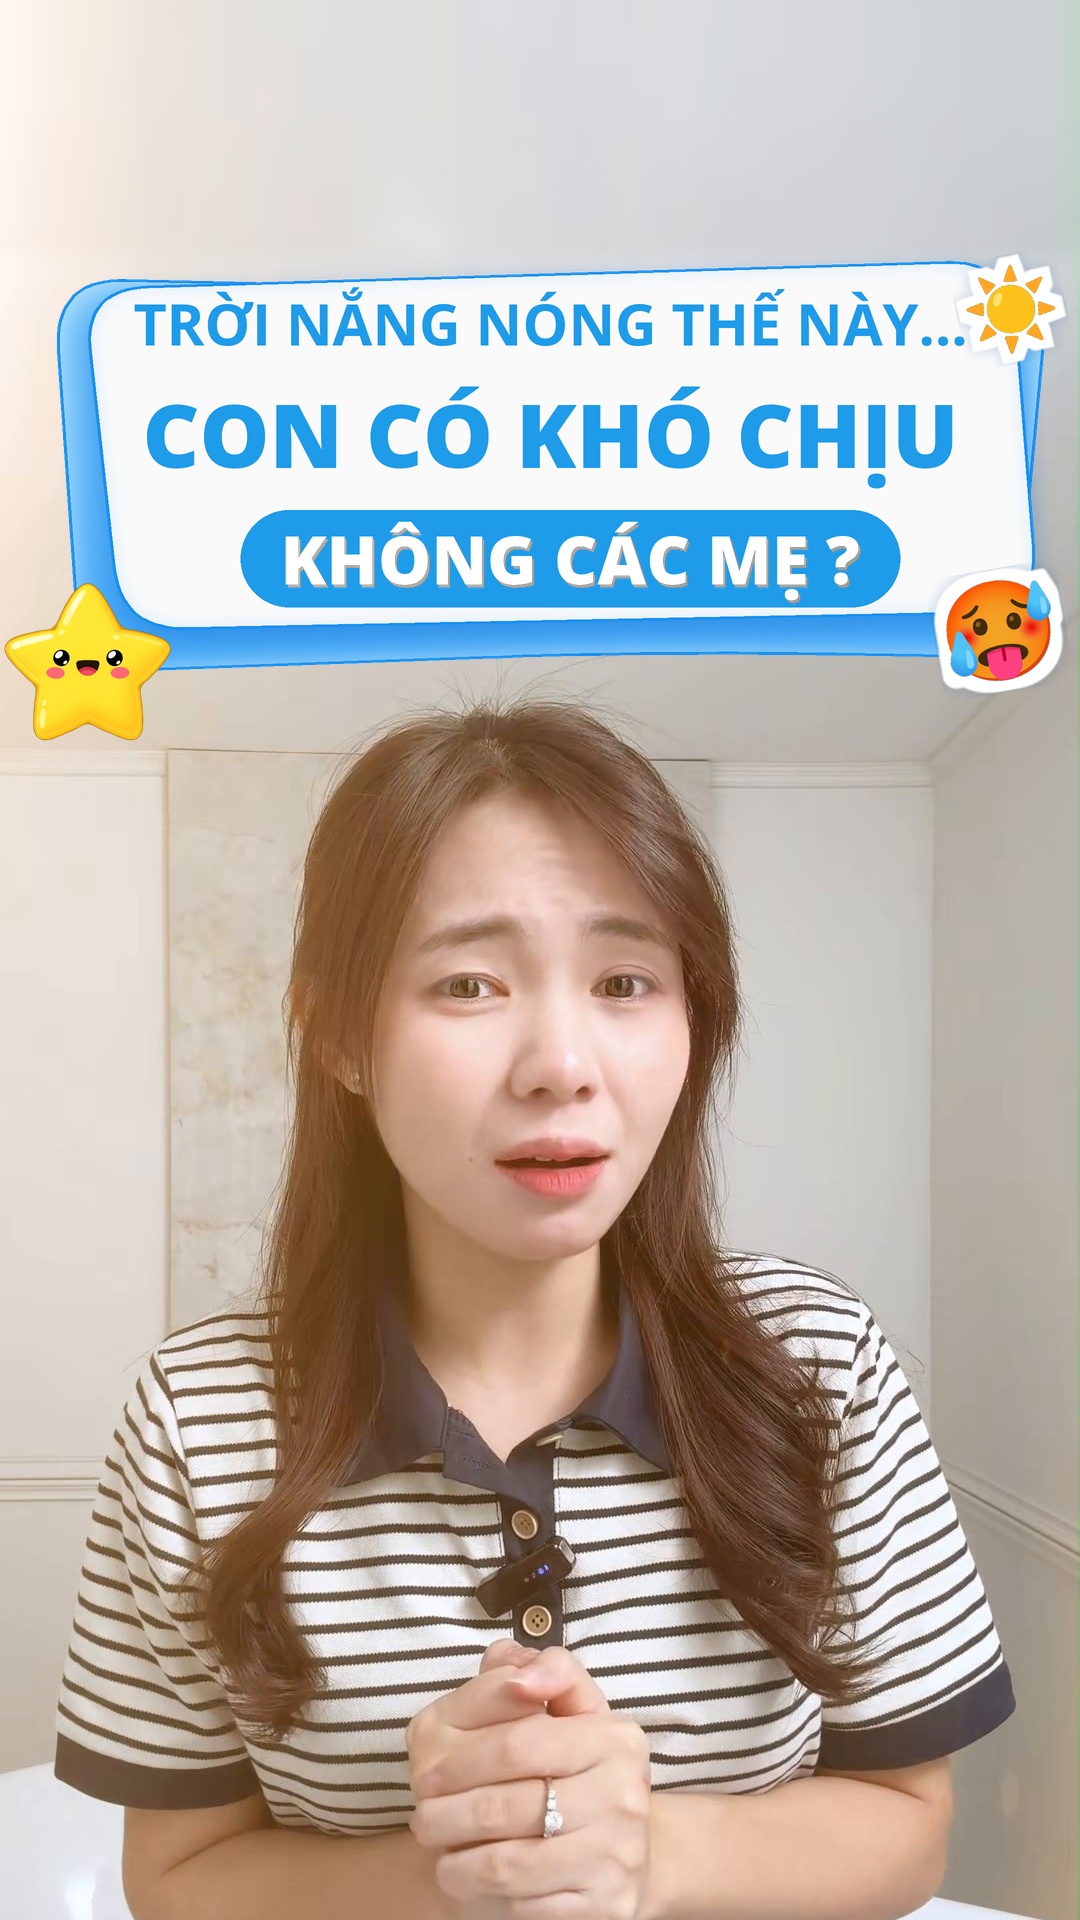 TRỜI NẮNG NÓNG THẾ NÀY...
CON CÓ KHÓ CHỊU
KHÔNG CÁC MẸ ?